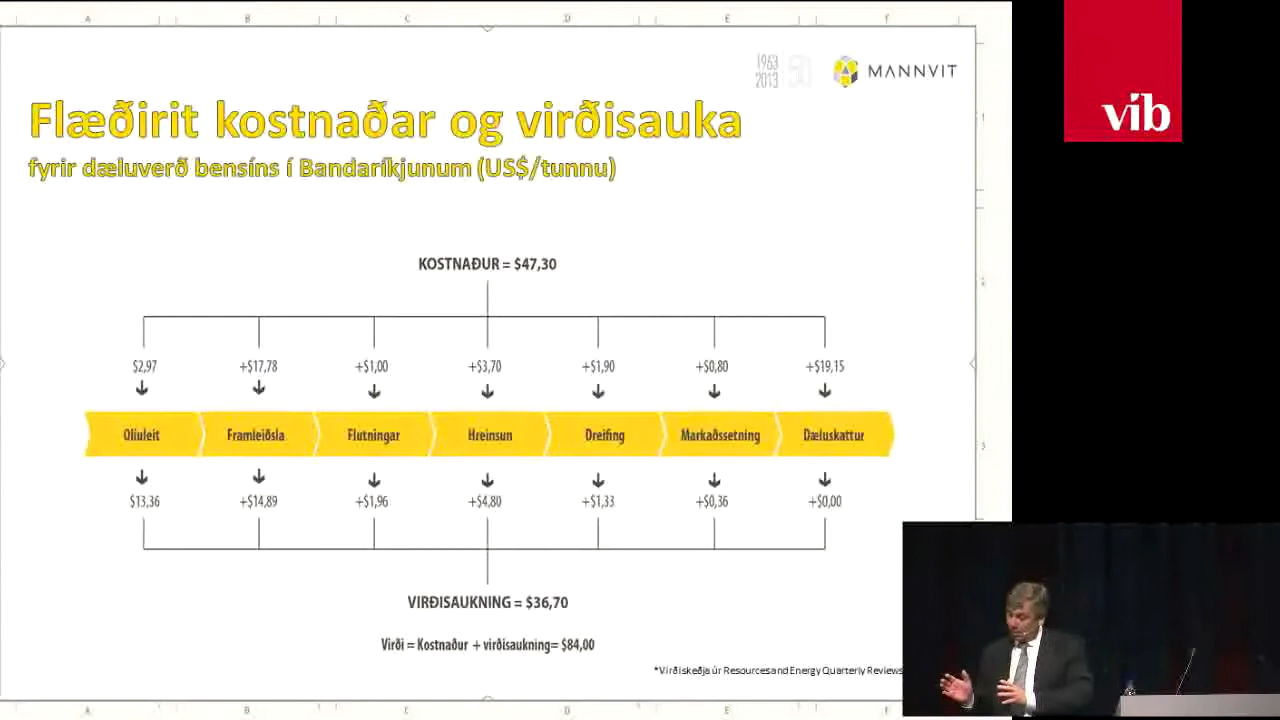 A B C D E F
1963
2013 50
MANNVIT
víb
Flæðirit kostnaðar og virðisauka
fyrir dæluverð bensíns í Bandaríkjunum (US$/tunnu)
KOSTNAÐUR = $47,30
$2,97 +$17,78 +$1,00 +$3,70 +$1,90 +$0,80 +$19,15
Olíuleit Framleiðsla Flutningar Hreinsun Dreifing Markaðssetning Dæluskattur
$13,36 +$14,89 +$1,96 +$4,80 +$1,33 +$0,36 +$0,00
VIRÐISAUKNING = $36,70
Virði = Kostnaður + virðisaukning= $84,00
*Virðiskeðja úr Resources and Energy Quarterly Reviews
A B C D E F